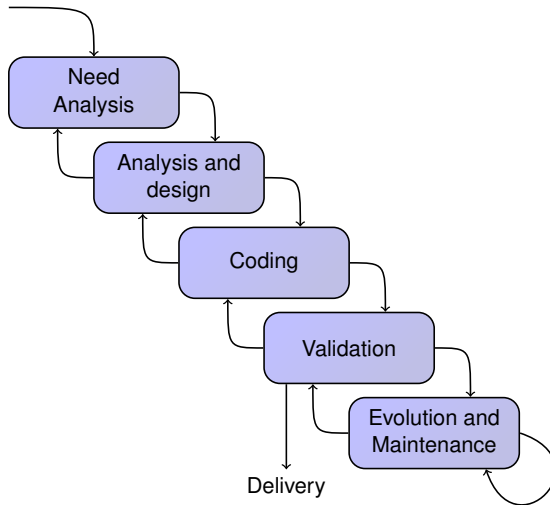 Need
Analysis
Analysis and
design
Coding
Validation
Evolution and
Maintenance
Delivery